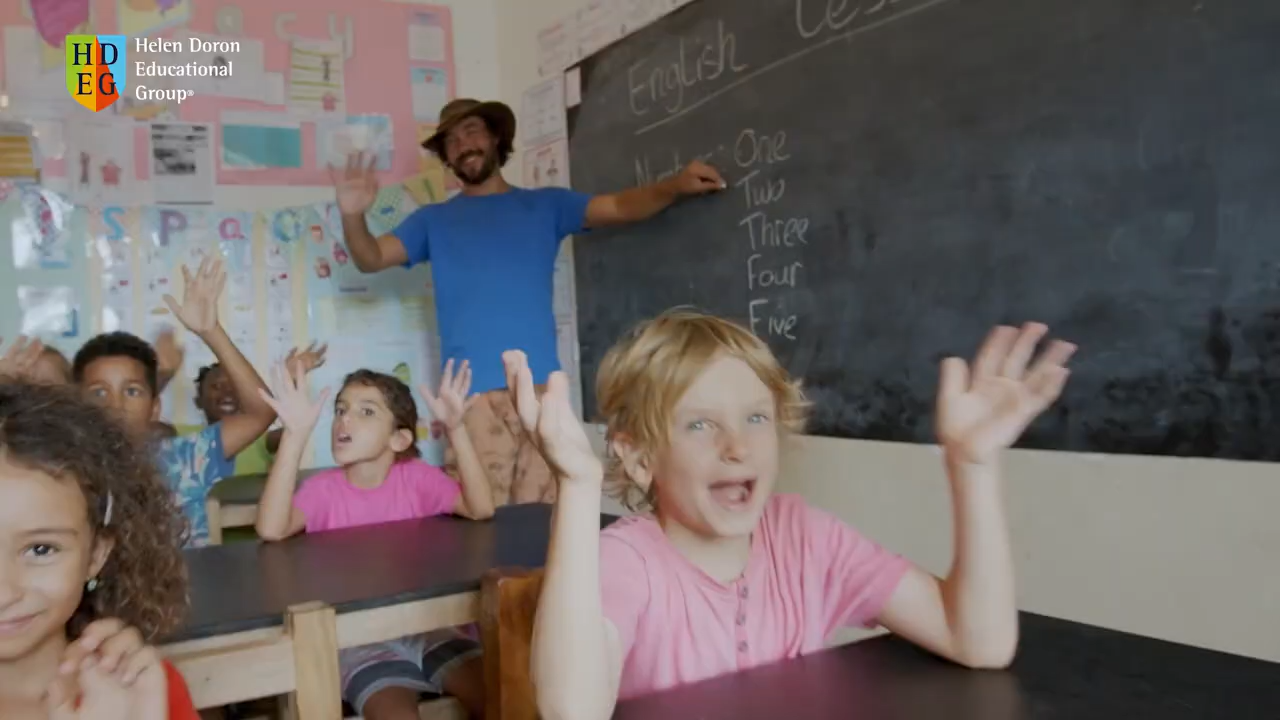 HD
EG
Helen Doron
Educational
Group®
English
One
Two
Three
Four
Five